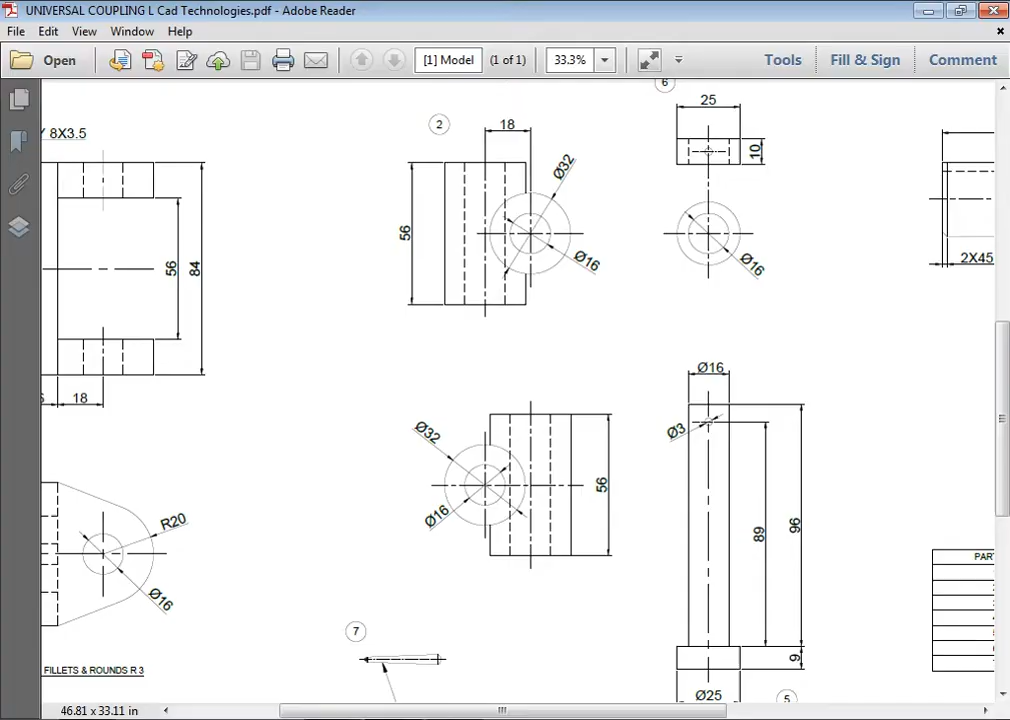 UNIVERSAL COUPLING L Cad Technologies.pdf - Adobe Reader
File Edit View Window Help
Open
[1] Model
(1 of 1)
33.3%
Tools
Fill & Sign
Comment
8X3.5
56
84
18
R20
Ø16
FILLETS & ROUNDS R 3
2
18
Ø32
56
Ø16
Ø32
Ø16
56
7
6
25
10
Ø16
Ø16
Ø3
89
96
9
Ø25
5
2X45
46.81 x 33.11 in